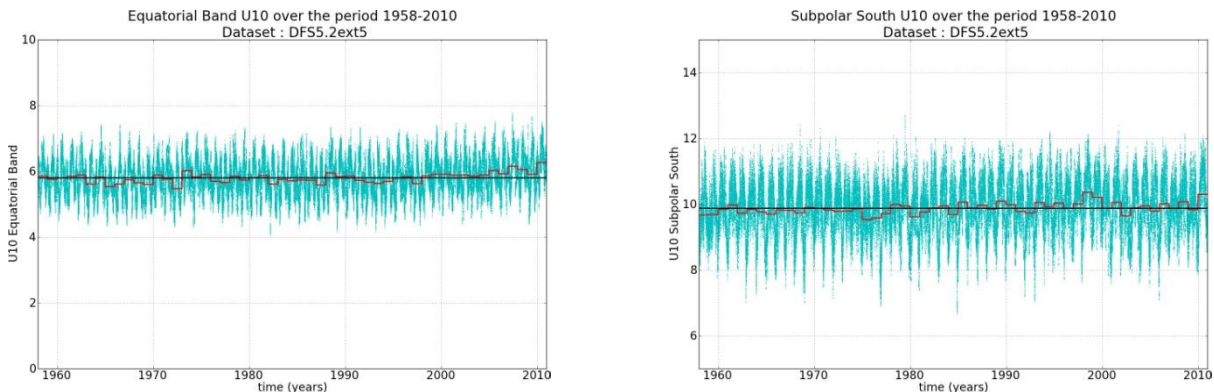 Equatorial Band U10 over the period 1958-2010
Dataset : DFS5.2ext5
10
8
6
4
2
0
U10 Equatorial Band
1960 1970 1980 1990 2000 2010
time (years)
Subpolar South U10 over the period 1958-2010
Dataset : DFS5.2ext5
14
12
10
8
6
U10 Subpolar South
1960 1970 1980 1990 2000 2010
time (years)